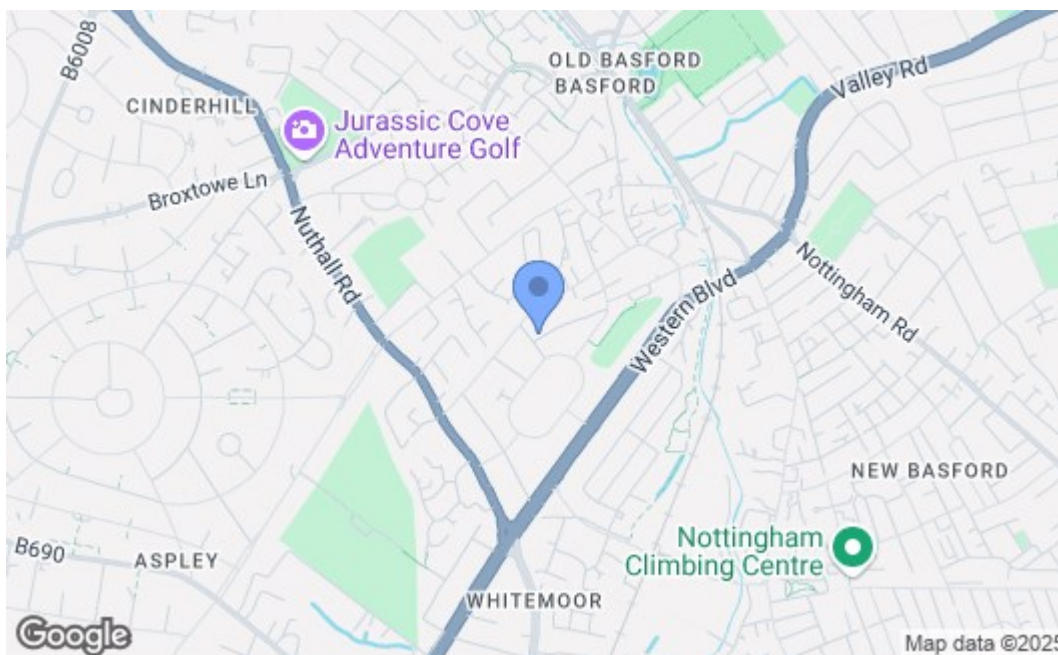 B6008
OLD BASFORD
BASFORD
Valley Rd
CINDERHILL
Jurassic Cove
Adventure Golf
Broxtowe Ln
Nuthall Rd
Western Blvd
Nottingham Rd
NEW BASFORD
B690
ASPLEY
Nottingham
Climbing Centre
WHITEMOOR
Google
Map data ©2025